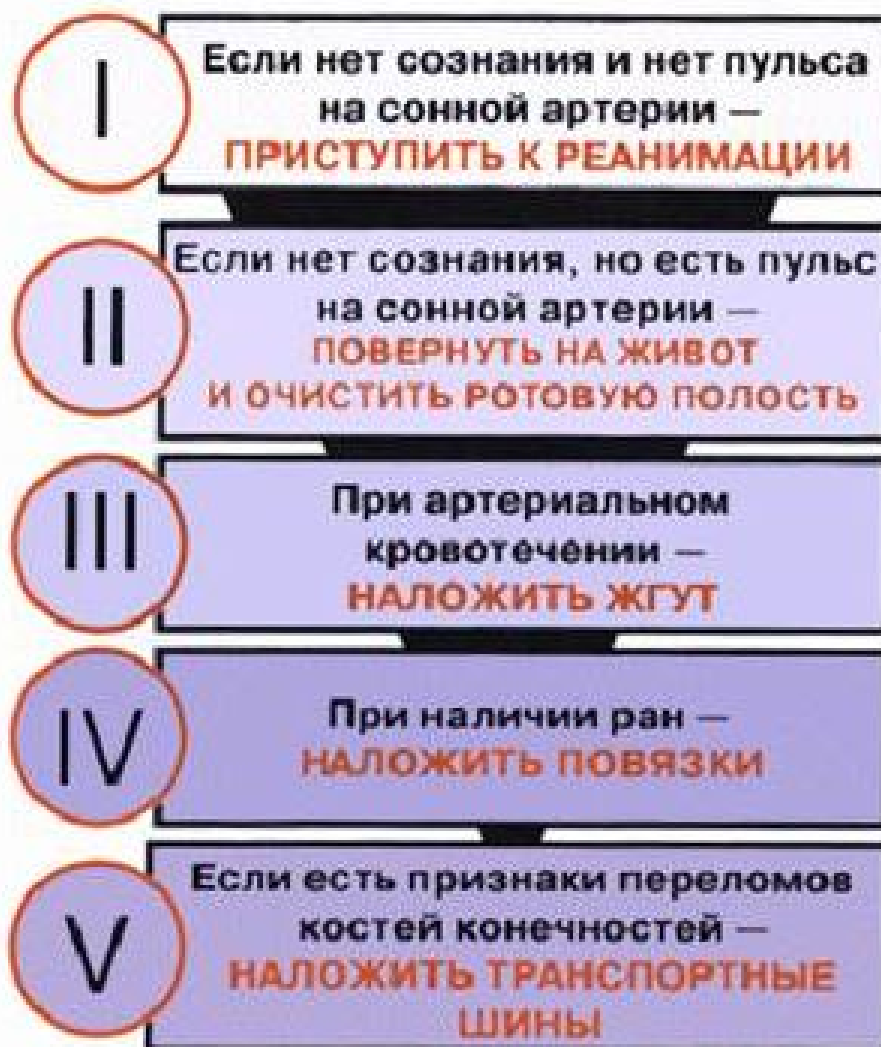 I
Если нет сознания и нет пульса
на сонной артерии —
ПРИСТУПИТЬ К РЕАНИМАЦИИ
II
Если нет сознания, но есть пульс
на сонной артерии —
ПОВЕРНУТЬ НА ЖИВОТ
И ОЧИСТИТЬ РОТОВУЮ ПОЛОСТЬ
III
При артериальном
кровотечении —
НАЛОЖИТЬ ЖГУТ
IV
При наличии ран —
НАЛОЖИТЬ ПОВЯЗКИ
V
Если есть признаки переломов
костей конечностей —
НАЛОЖИТЬ ТРАНСПОРТНЫЕ
ШИНЫ